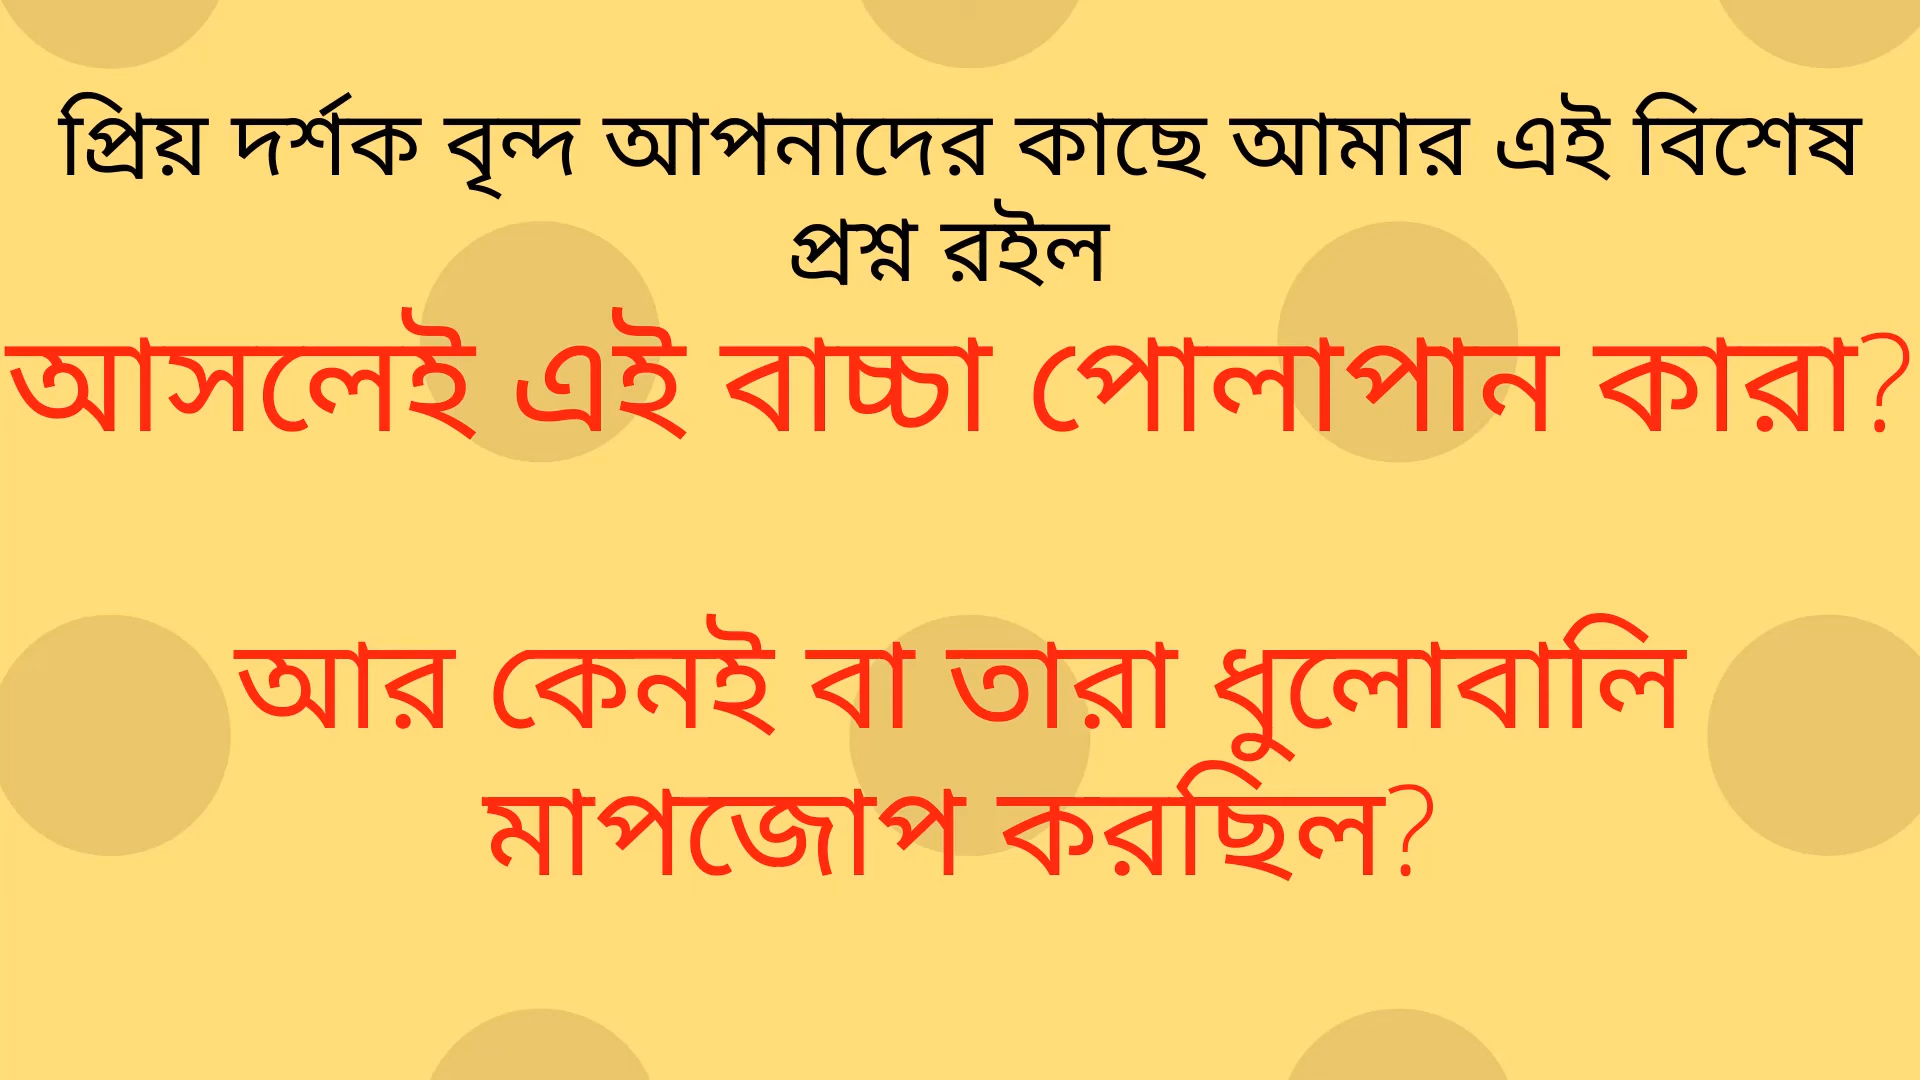 প্রিয় দর্শক বৃন্দ আপনাদের কাছে আমার এই বিশেষ
প্রশ্ন রইল
আসলেই এই বাচ্চা পোলাপান কারা?
আর কেনই বা তারা ধুলোবালি
মাপজোপ করছিল?